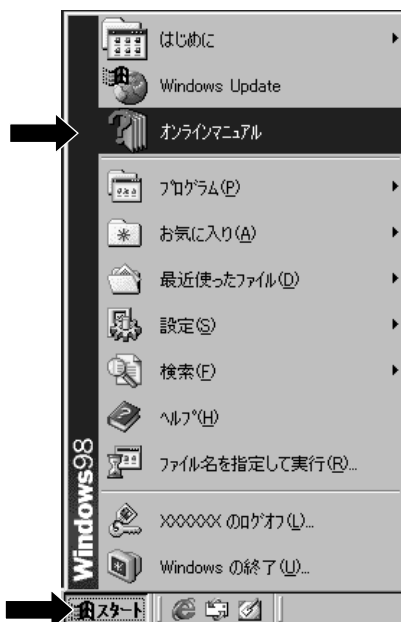 はじめに
Windows Update
オンラインマニュアル
プログラム(P)
お気に入り(A)
最近使ったファイル(D)
設定(S)
検索(F)
ヘルプ(H)
ファイル名を指定して実行(R)...
XXXXXX のログオフ(L)...
Windows の終了(U)...
Windows98
スタート